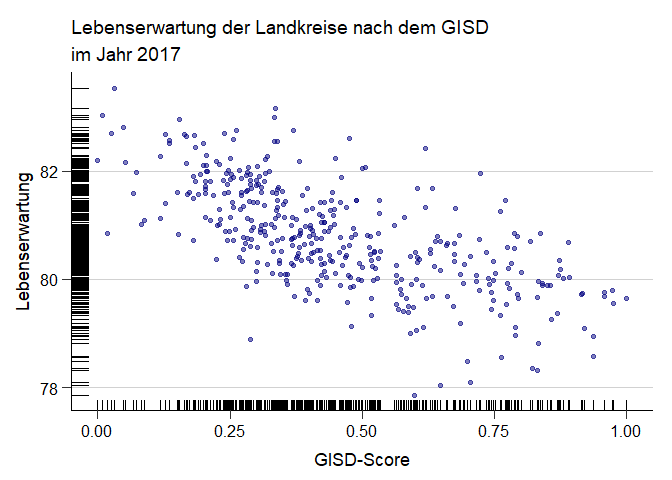 Lebenserwartung der Landkreise nach dem GISD
im Jahr 2017
Lebenserwartung
82
80
78
0.00 0.25 0.50 0.75 1.00
GISD-Score